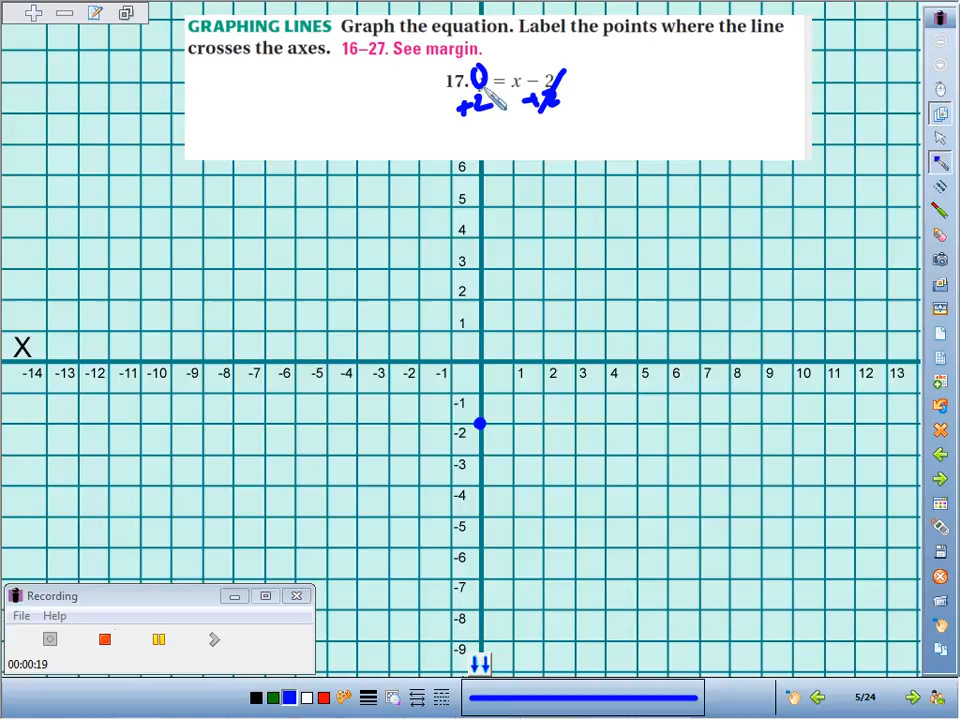 GRAPHING LINES Graph the equation. Label the points where the line
crosses the axes. 16–27. See margin.
17. 0 = x − 2
+2 +2
6
5
4
3
2
1
X
-14 -13 -12 -11 -10 -9 -8 -7 -6 -5 -4 -3 -2 -1 1 2 3 4 5 6 7 8 9 10 11 12 13
-1
-2
-3
-4
-5
-6
-7
-8
-9
Recording
File Help
00:00:19
5/24